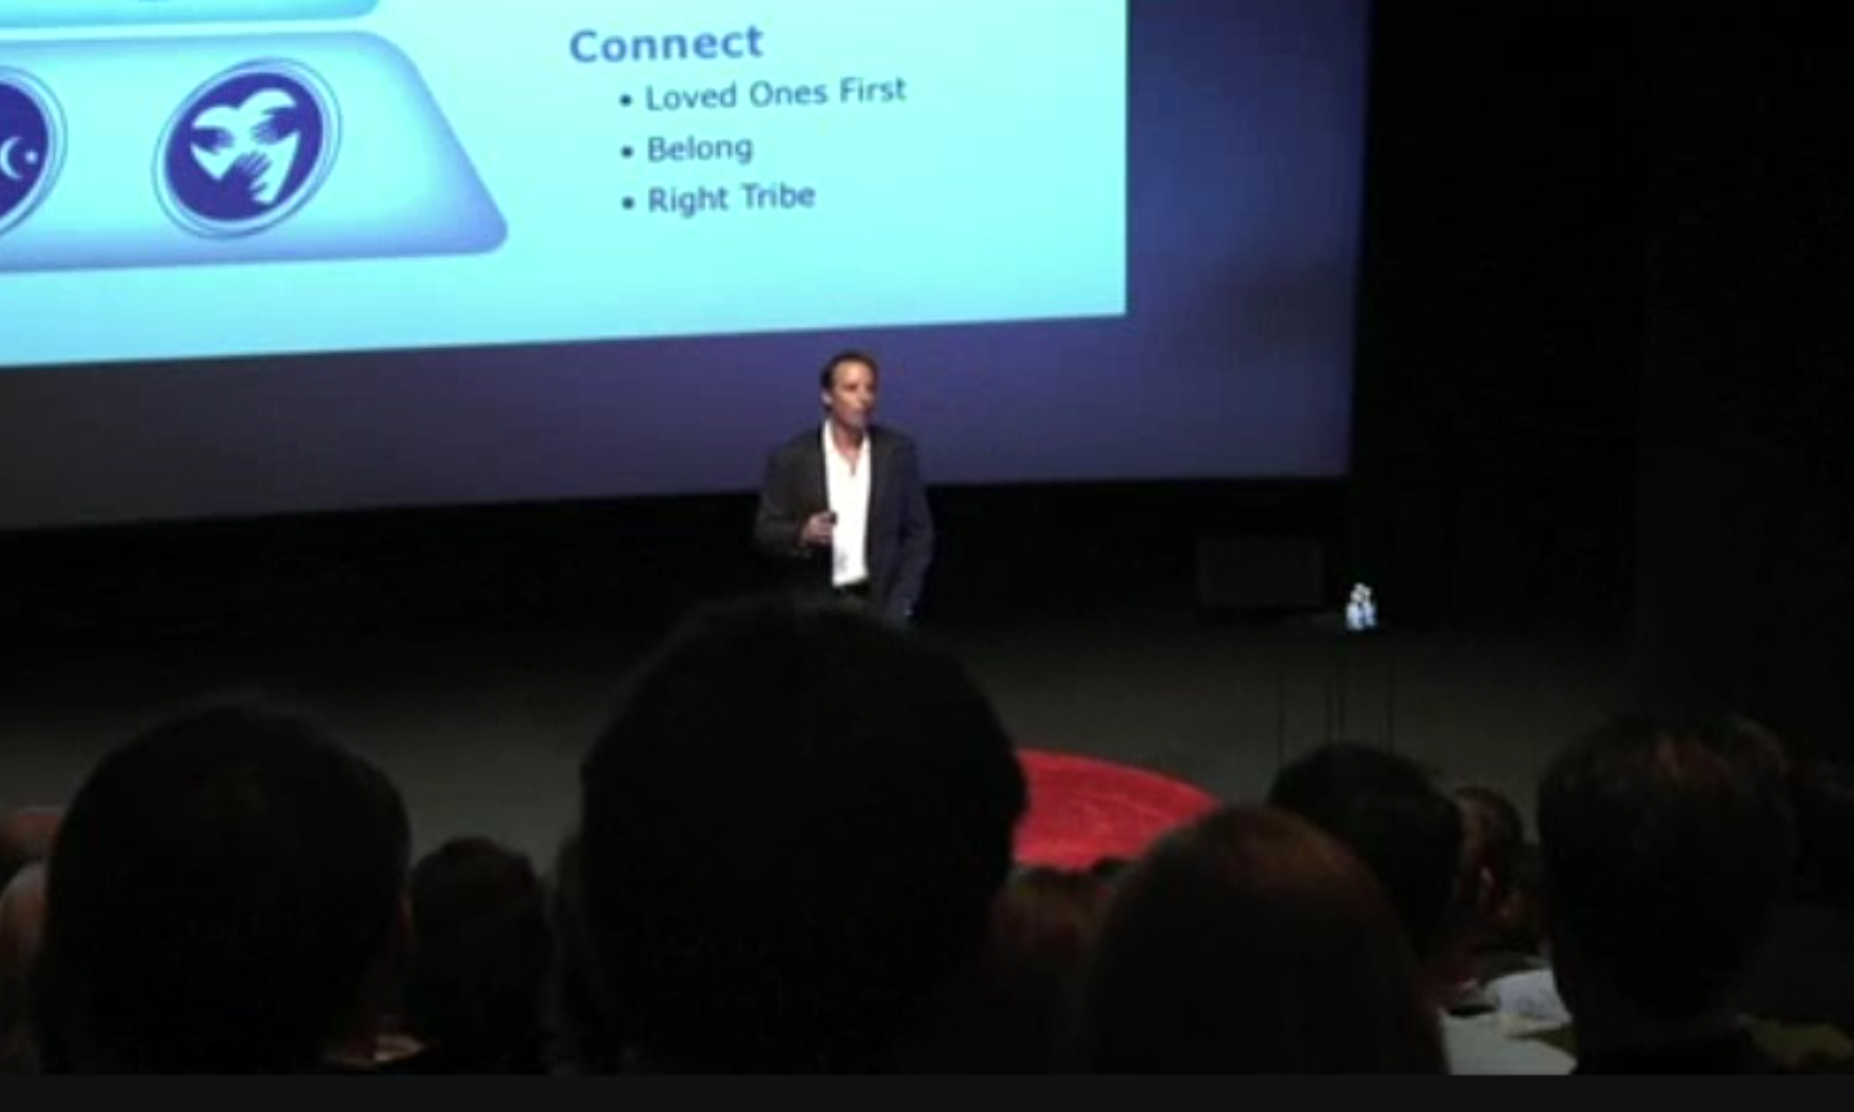 Connect
• Loved Ones First
• Belong
• Right Tribe